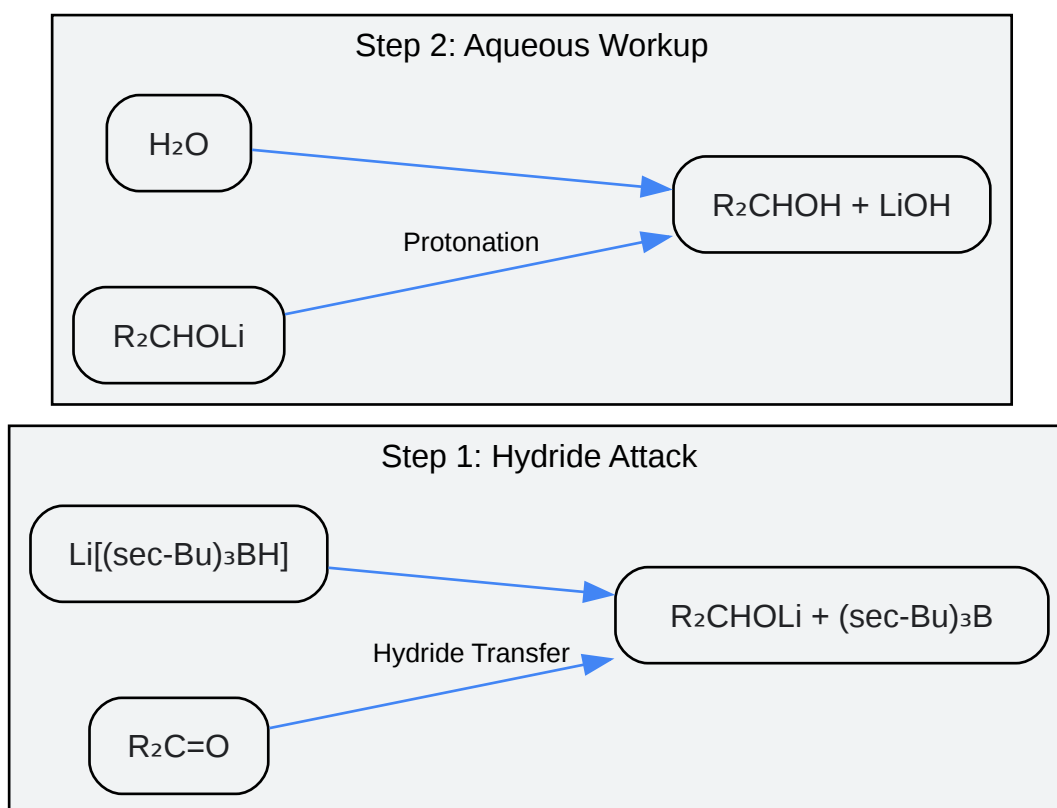 Step 2: Aqueous Workup
H₂O
R₂CHOH + LiOH
Protonation
R₂CHOLi
Step 1: Hydride Attack
Li[(sec-Bu)₃BH]
R₂CHOLi + (sec-Bu)₃B
Hydride Transfer
R₂C=O